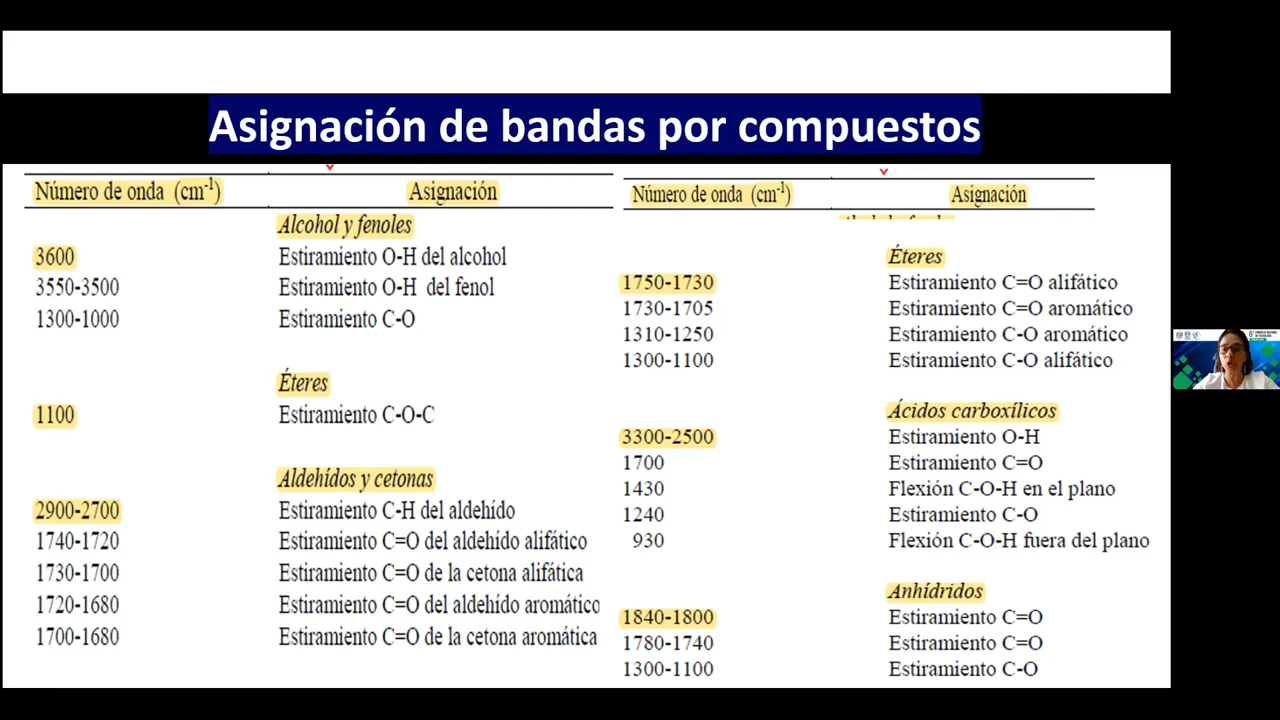 Asignación de bandas por compuestos
Número de onda (cm-1) Asignación
Alcohol y fenoles
3600 Estiramiento O-H del alcohol
3550-3500 Estiramiento O-H del fenol
1300-1000 Estiramiento C-O
Éteres
1100 Estiramiento C-O-C
Aldehídos y cetonas
2900-2700 Estiramiento C-H del aldehído
1740-1720 Estiramiento C=O del aldehído alifático
1730-1700 Estiramiento C=O de la cetona alifática
1720-1680 Estiramiento C=O del aldehído aromático
1700-1680 Estiramiento C=O de la cetona aromática
Número de onda (cm-1) Asignación
Éteres
1750-1730 Estiramiento C=O alifático
1730-1705 Estiramiento C=O aromático
1310-1250 Estiramiento C-O aromático
1300-1100 Estiramiento C-O alifático
Ácidos carboxílicos
3300-2500 Estiramiento O-H
1700 Estiramiento C=O
1430 Flexión C-O-H en el plano
1240 Estiramiento C-O
930 Flexión C-O-H fuera del plano
Anhídridos
1840-1800 Estiramiento C=O
1780-1740 Estiramiento C=O
1300-1100 Estiramiento C-O